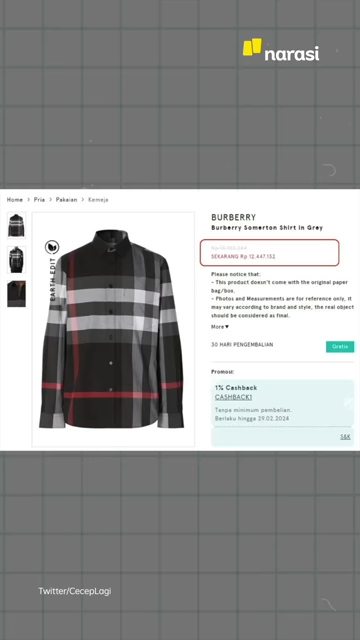 narasi
Home > Pria > Pakaian > Kemeja
EARTH EDIT
BURBERRY
Burberry Somerton Shirt in Grey
SEKARANG Rp 12.447.132
Please notice that:
- This product doesn't come with the original paper
bag/box.
- Photos and Measurements are for reference only, it
may vary according to brand and style, the real object
should be considered as final.
More ▼
30 HARI PENGEMBALIAN
Gratis
Promosi:
1% Cashback
CASHBACK1
Tanpa minimum pembelian.
Berlaku hingga 29.02.2024
S&K
Twitter/CecepLagi